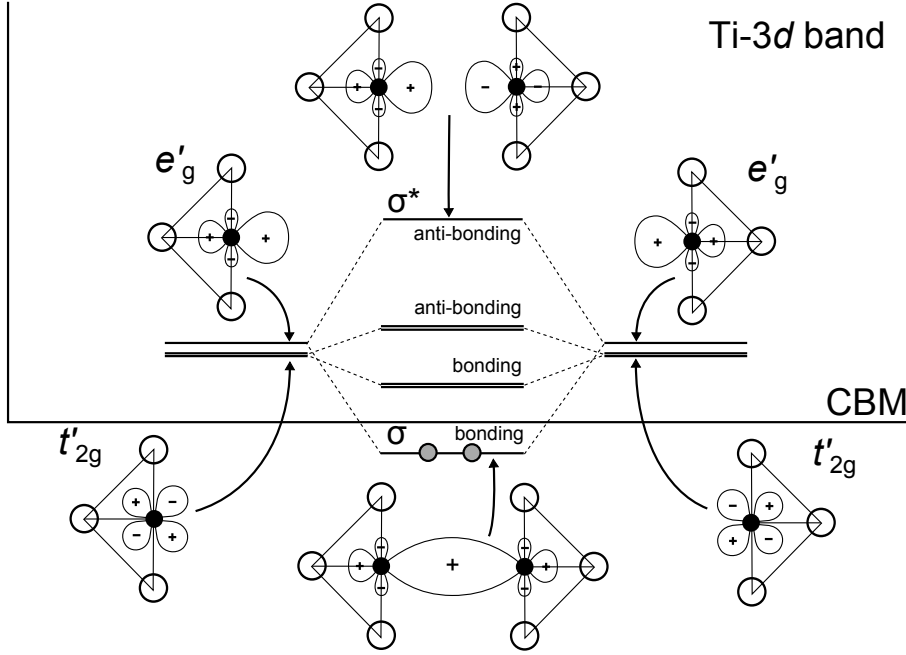 Ti-3d band
+ − − +
− + + −
e′g
e′g
σ*
anti-bonding
− + − +
+ − + −
anti-bonding
bonding
CBM
σ
bonding
t′2g
t′2g
+ −
− +
− +
+ −
− + − + − + −